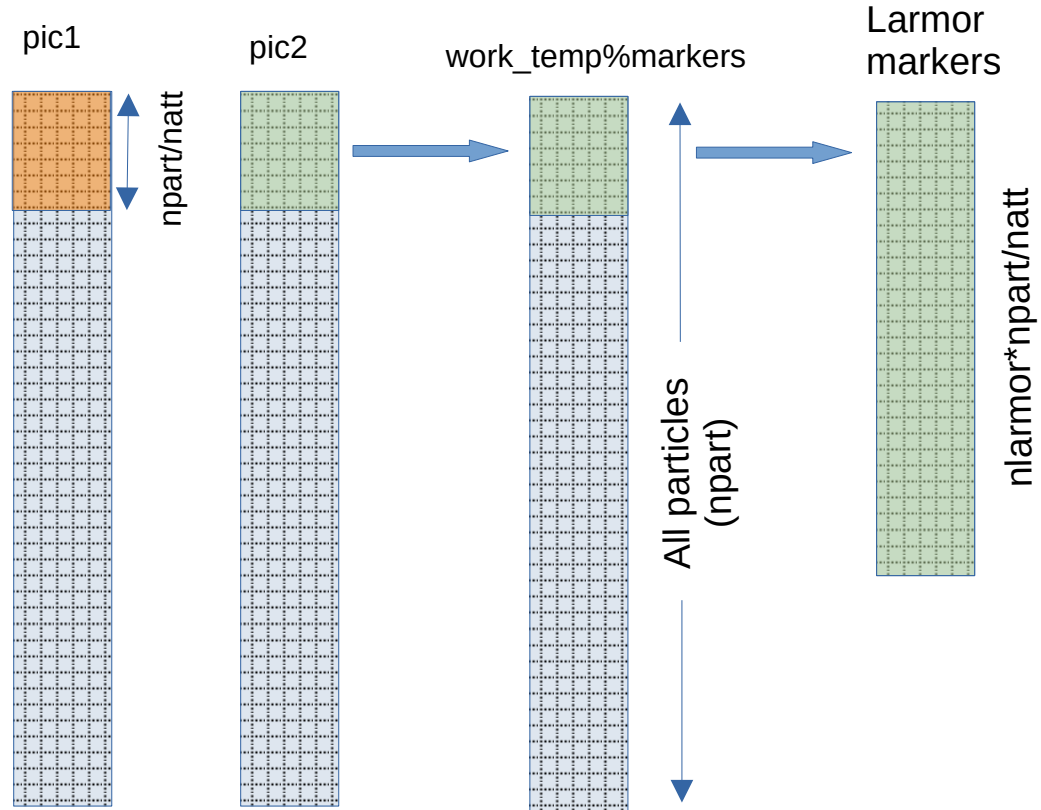 pic1
pic2
work_temp%markers
Larmor
markers
npart/natt
All particles
(npart)
nlarmor*npart/natt